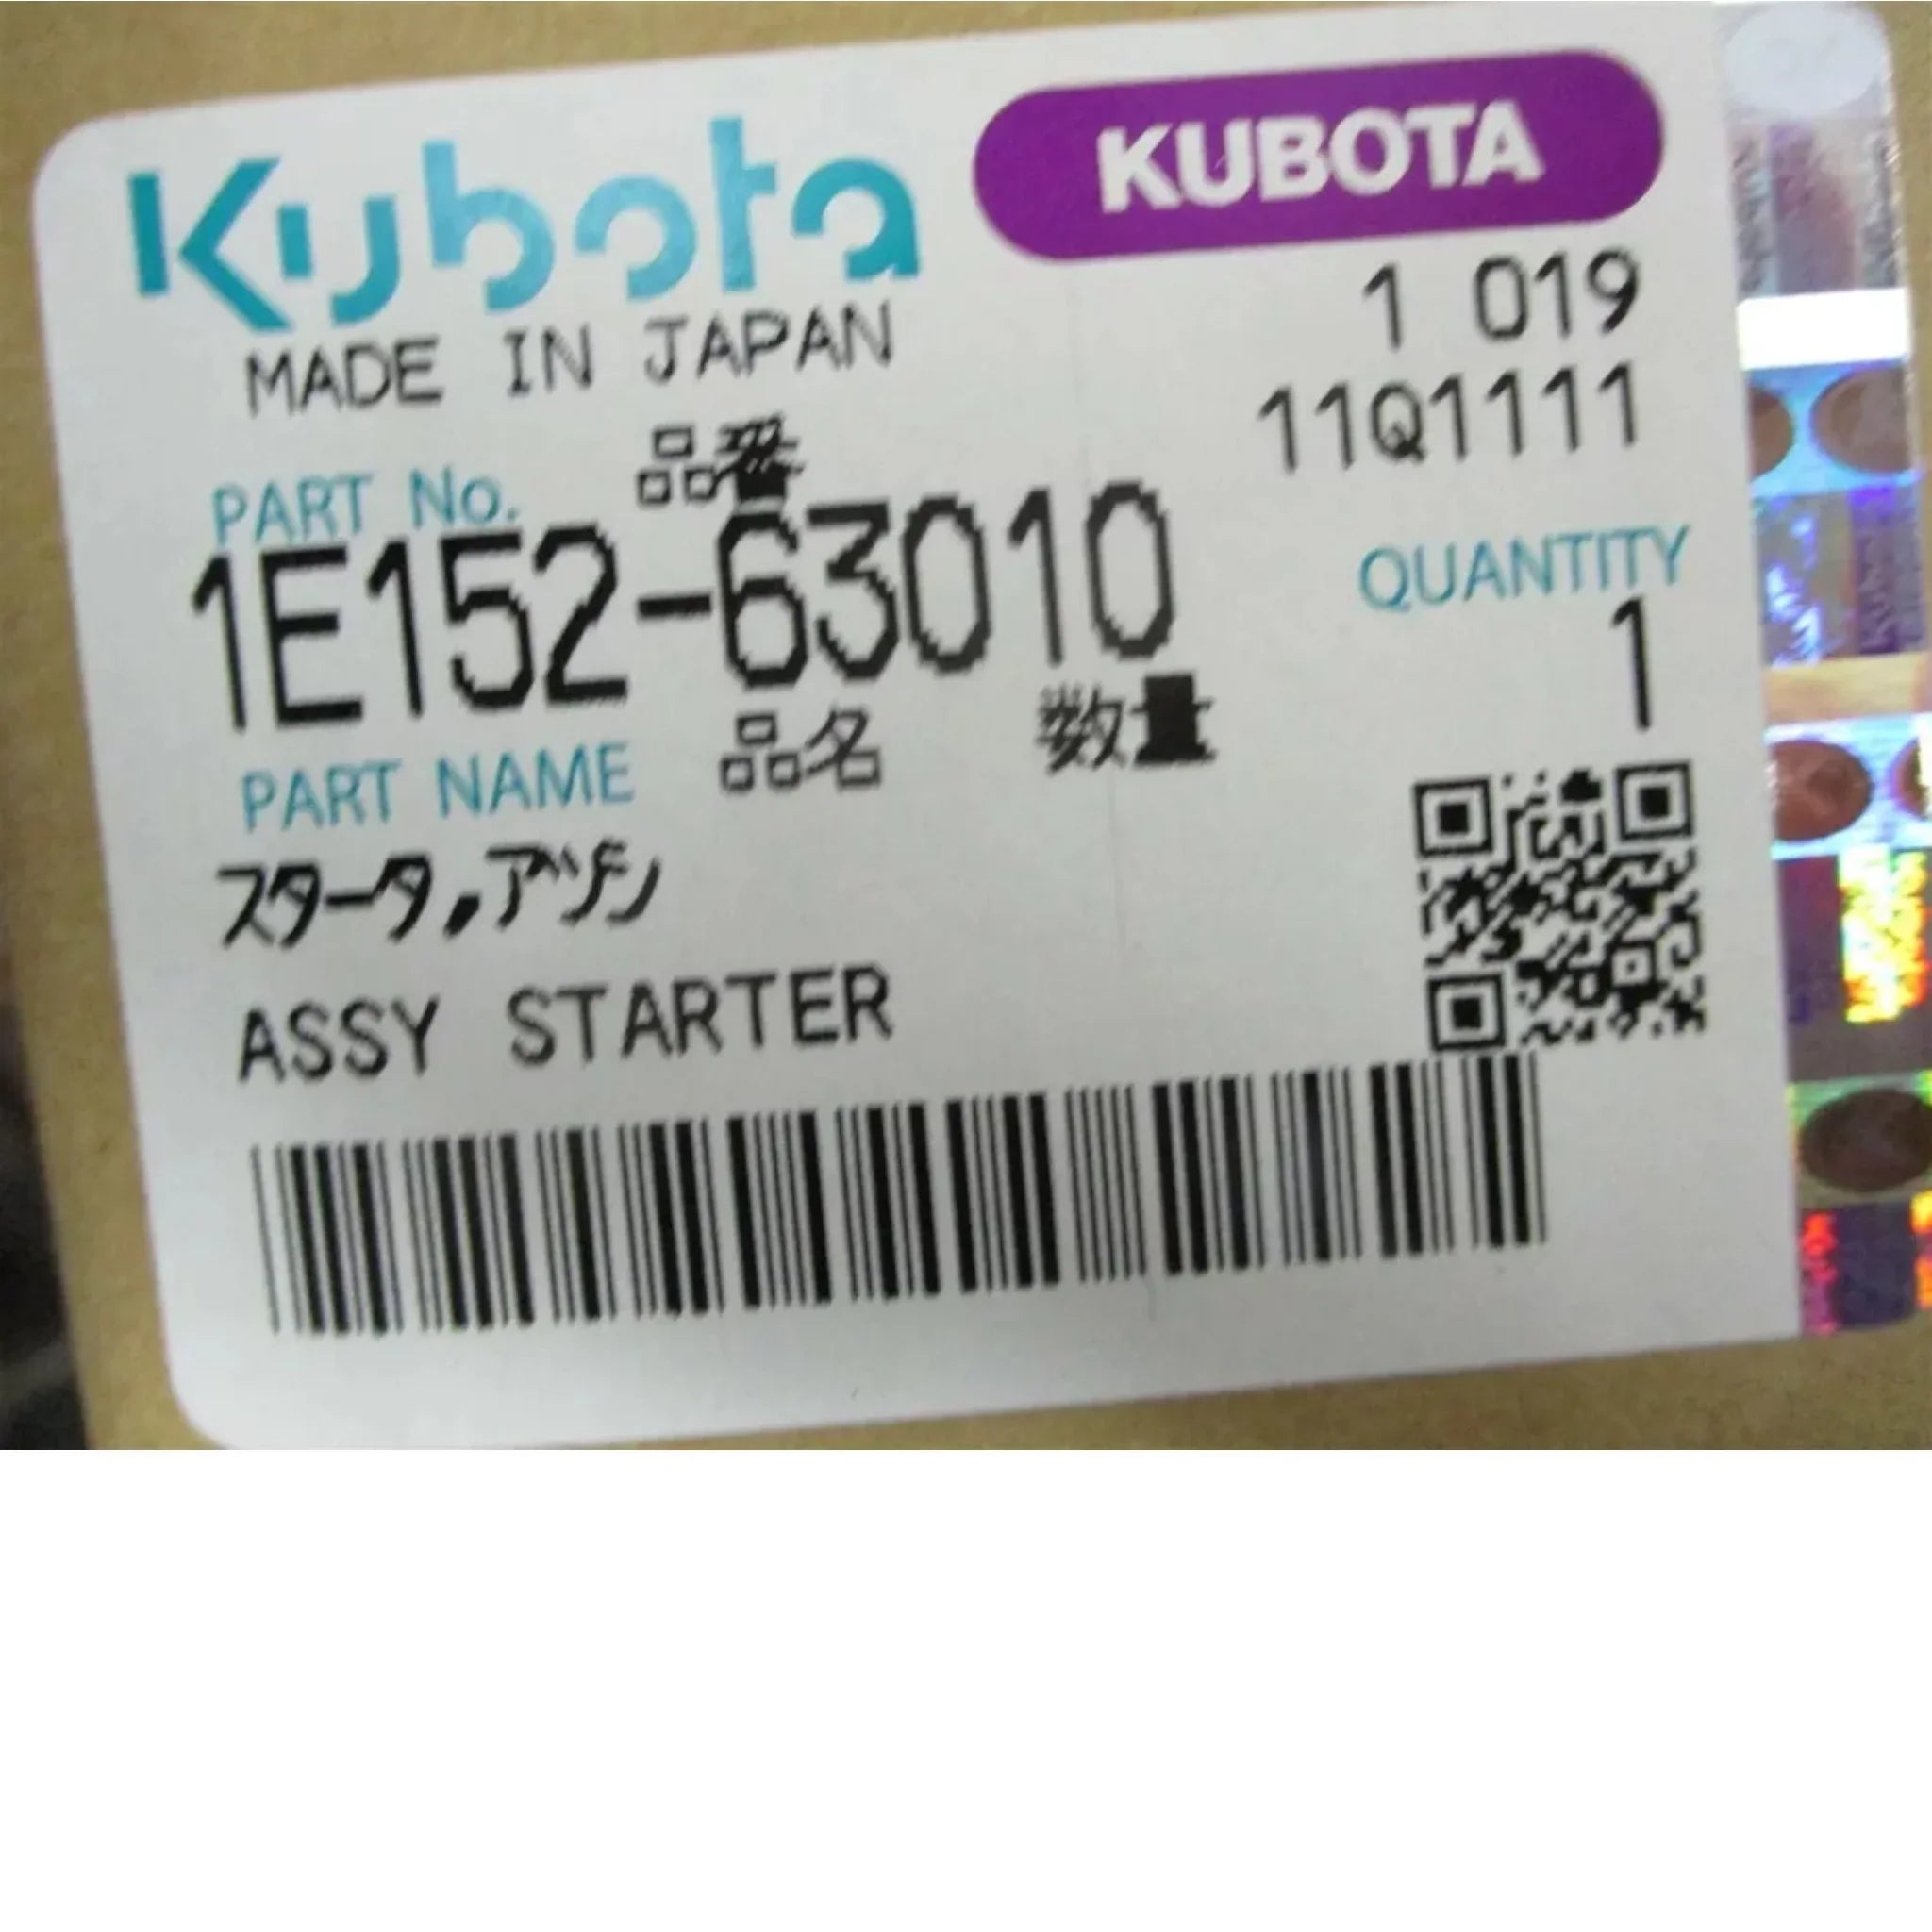 Kubota KUBOTA
MADE IN JAPAN
1 019
11Q1111
PART No. 品番
1E152-63010
QUANTITY
1
PART NAME 品名 数量
スタータ,アツシ
ASSY STARTER